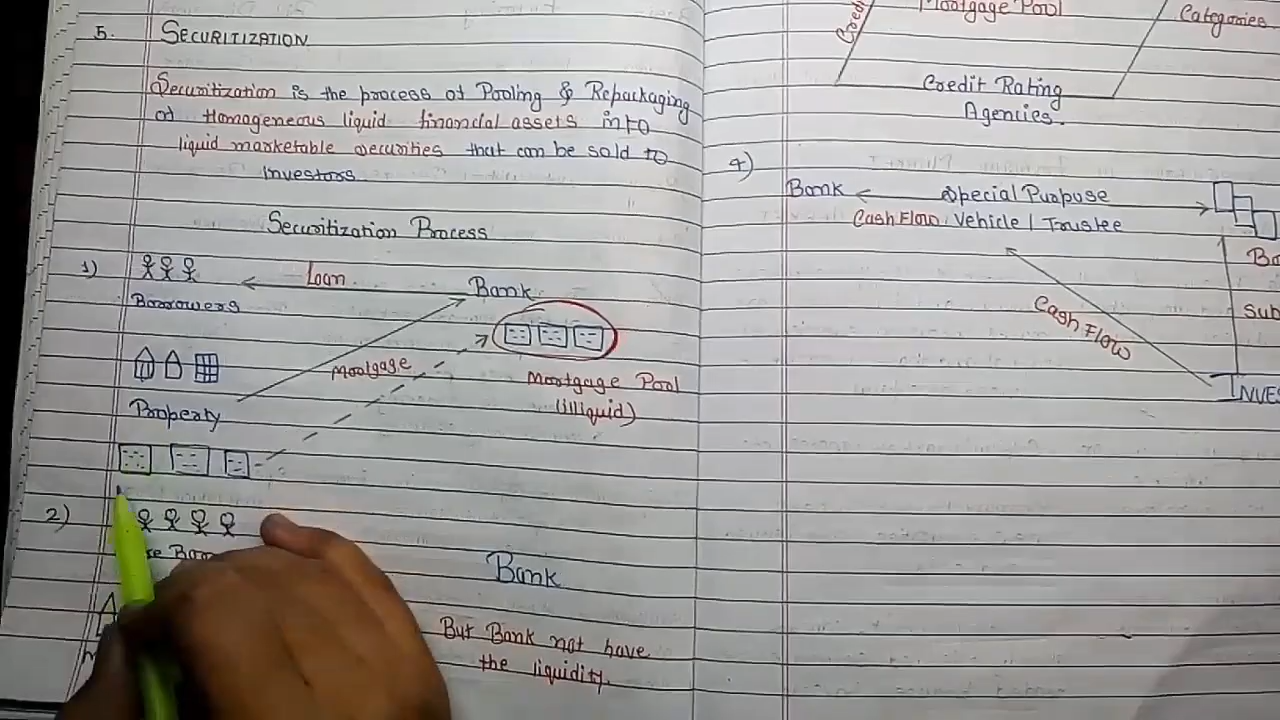 5. SECURITIZATION
Securitization is the process of Pooling & Repackaging
of Homogeneous liquid financial assets into
liquid marketable securities that can be sold to
investors
Securitization Process
1)
Loan
Bank
Borrowers
Mortgage
Mortgage Pool
(illiquid)
Property
2)
Bank
But Bank not have
the liquidity.
Mortgage Pool
Categories
Credit Rating
Agencies.
4)
Bank
Special Purpose
Cash Flow Vehicle / Trustee
Cash Flow